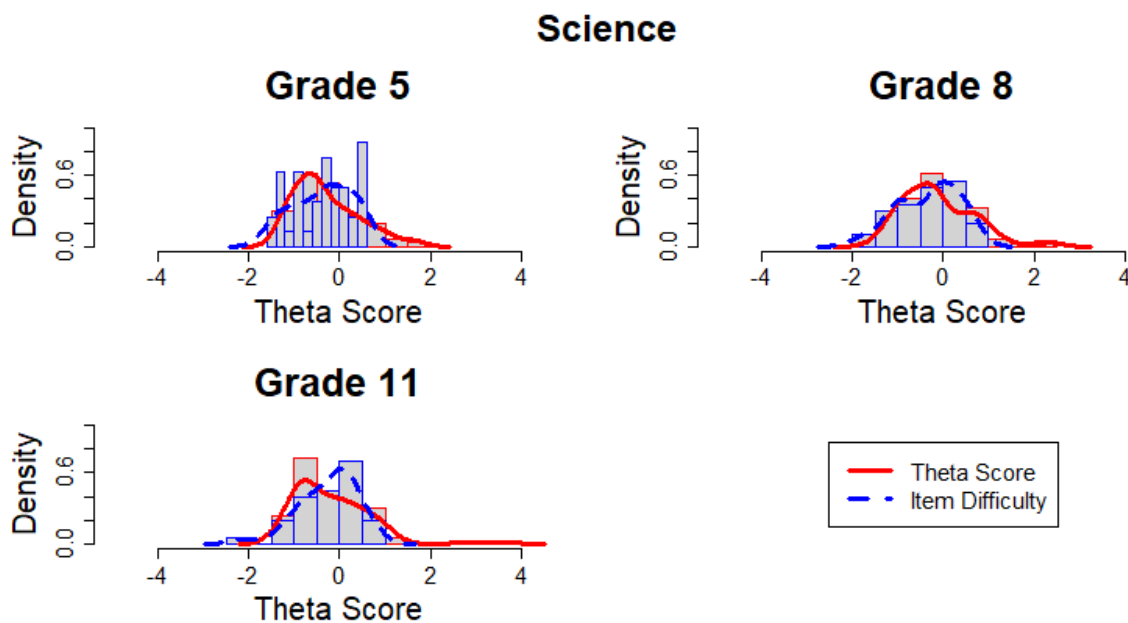 Science
Grade 5
Density
0.0 0.6
-4 -2 0 2 4
Theta Score
Grade 8
Density
0.0 0.6
-4 -2 0 2 4
Theta Score
Grade 11
Density
0.0 0.6
-4 -2 0 2 4
Theta Score
Theta Score
Item Difficulty